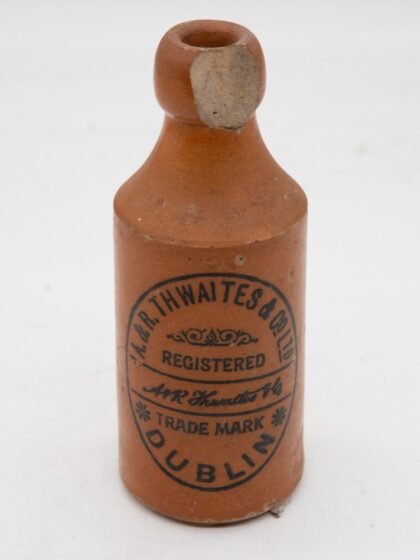 A. & R. THWAITES & CO LTD
REGISTERED
A & R Thwaites & Co
TRADE MARK
DUBLIN